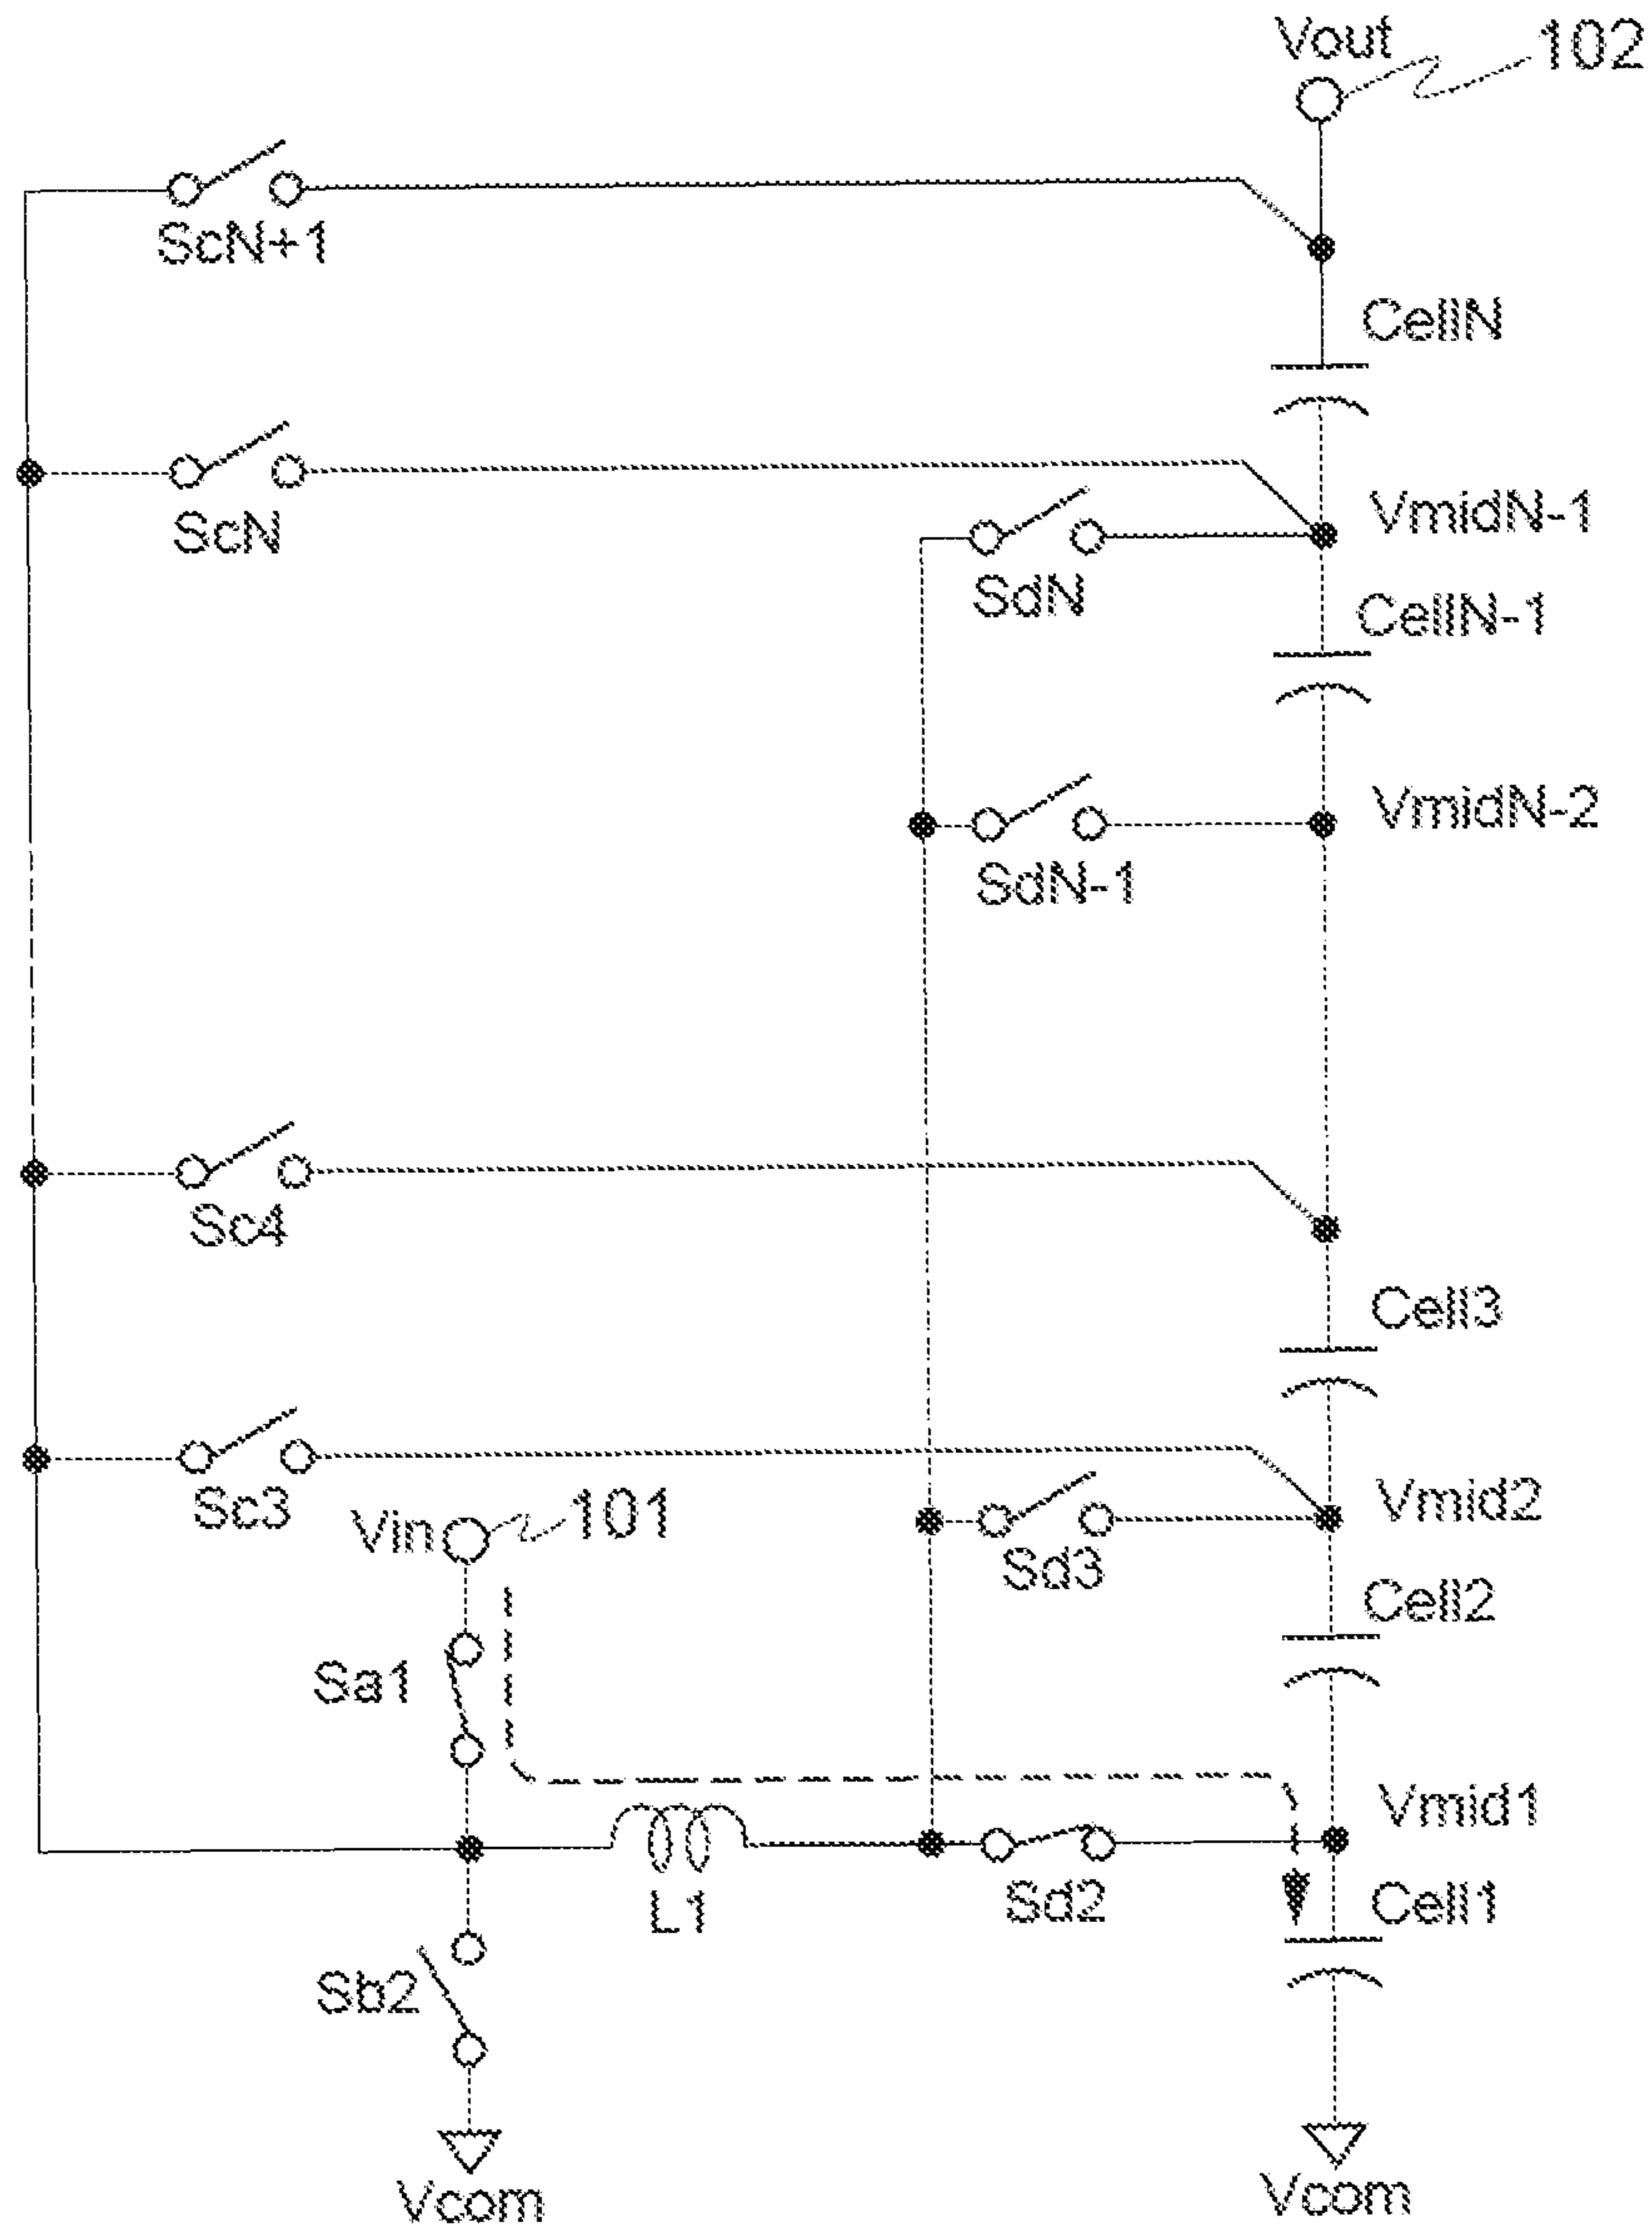 Vout
102
ScN+1
CellN
ScN
VmidN-1
SdN
CellN-1
VmidN-2
SdN-1
Sc4
Cell3
Sc3
Vmid2
Vin
101
Sd3
Cell2
Sa1
Vmid1
L1
Sd2
Cell1
Sb2
Vcom
Vcom